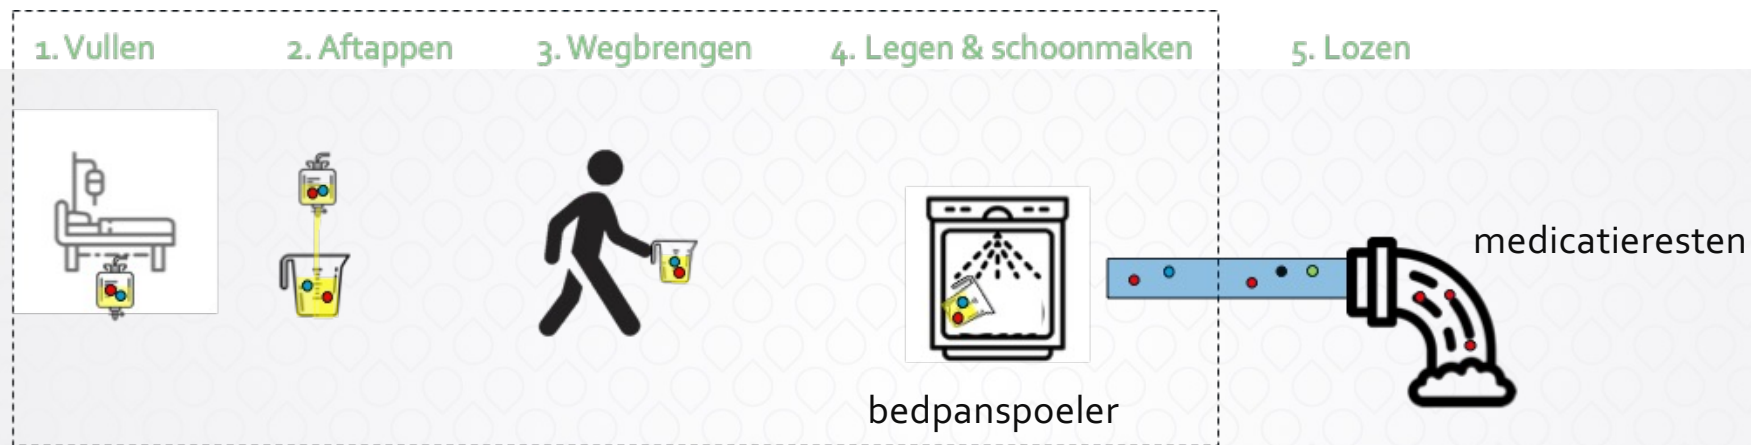 1. Vullen
2. Aftappen
3. Wegbrengen
4. Legen & schoonmaken
5. Lozen
medicatieresten
bedpanspoeler